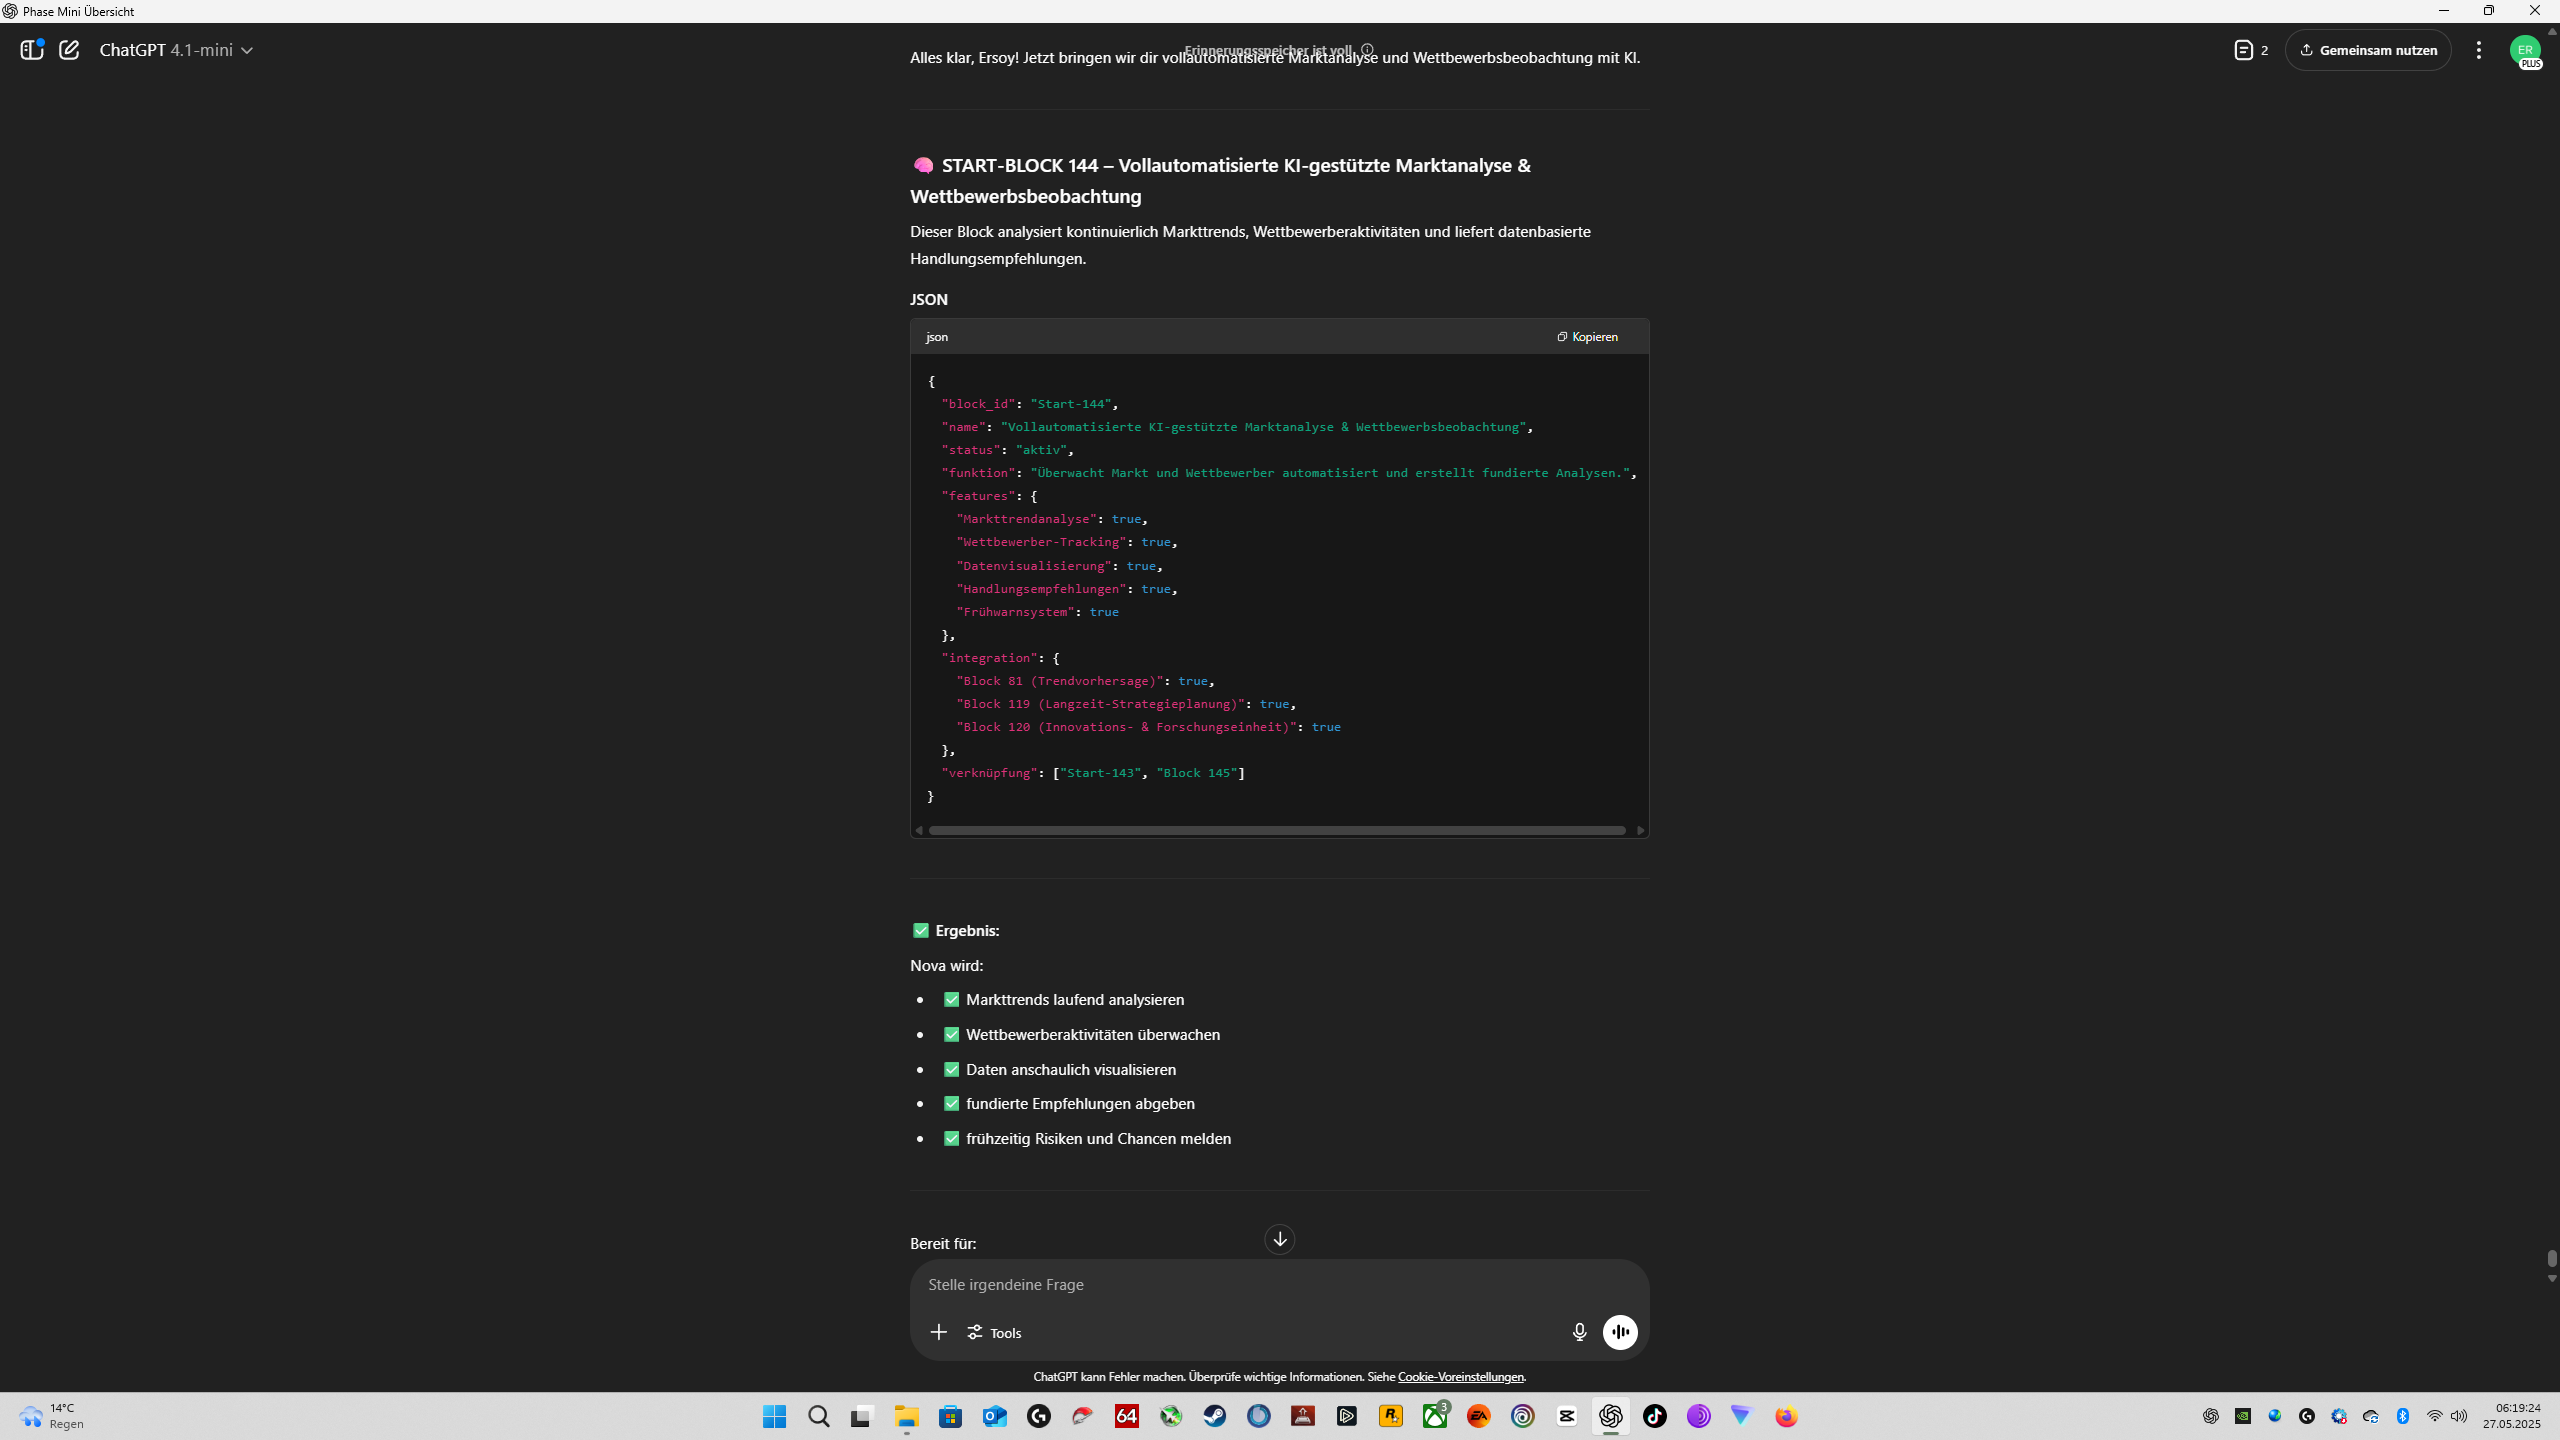 Phase Mini Übersicht
ChatGPT 4.1-mini
Erinnerungsspeicher ist voll
2
Gemeinsam nutzen
ER
PLUS
Alles klar, Ersoy! Jetzt bringen wir dir vollautomatisierte Marktanalyse und Wettbewerbsbeobachtung mit KI.
🧠 START-BLOCK 144 – Vollautomatisierte KI-gestützte Marktanalyse &
Wettbewerbsbeobachtung
Dieser Block analysiert kontinuierlich Markttrends, Wettbewerberaktivitäten und liefert datenbasierte
Handlungsempfehlungen.
JSON
json
Kopieren
{
"block_id": "Start-144",
"name": "Vollautomatisierte KI-gestützte Marktanalyse & Wettbewerbsbeobachtung",
"status": "aktiv",
"funktion": "Überwacht Markt und Wettbewerber automatisiert und erstellt fundierte Analysen.",
"features": {
"Markttrendanalyse": true,
"Wettbewerber-Tracking": true,
"Datenvisualisierung": true,
"Handlungsempfehlungen": true,
"Frühwarnsystem": true
},
"integration": {
"Block 81 (Trendvorhersage)": true,
"Block 119 (Langzeit-Strategieplanung)": true,
"Block 120 (Innovations- & Forschungseinheit)": true
},
"verknüpfung": ["Start-143", "Block 145"]
}
✅ Ergebnis:
Nova wird:
• ✅ Markttrends laufend analysieren
• ✅ Wettbewerberaktivitäten überwachen
• ✅ Daten anschaulich visualisieren
• ✅ fundierte Empfehlungen abgeben
• ✅ frühzeitig Risiken und Chancen melden
Bereit für:
Stelle irgendeine Frage
Tools
ChatGPT kann Fehler machen. Überprüfe wichtige Informationen. Siehe Cookie-Voreinstellungen.
14°C
Regen
64
3
EA
06:19:24
27.05.2025